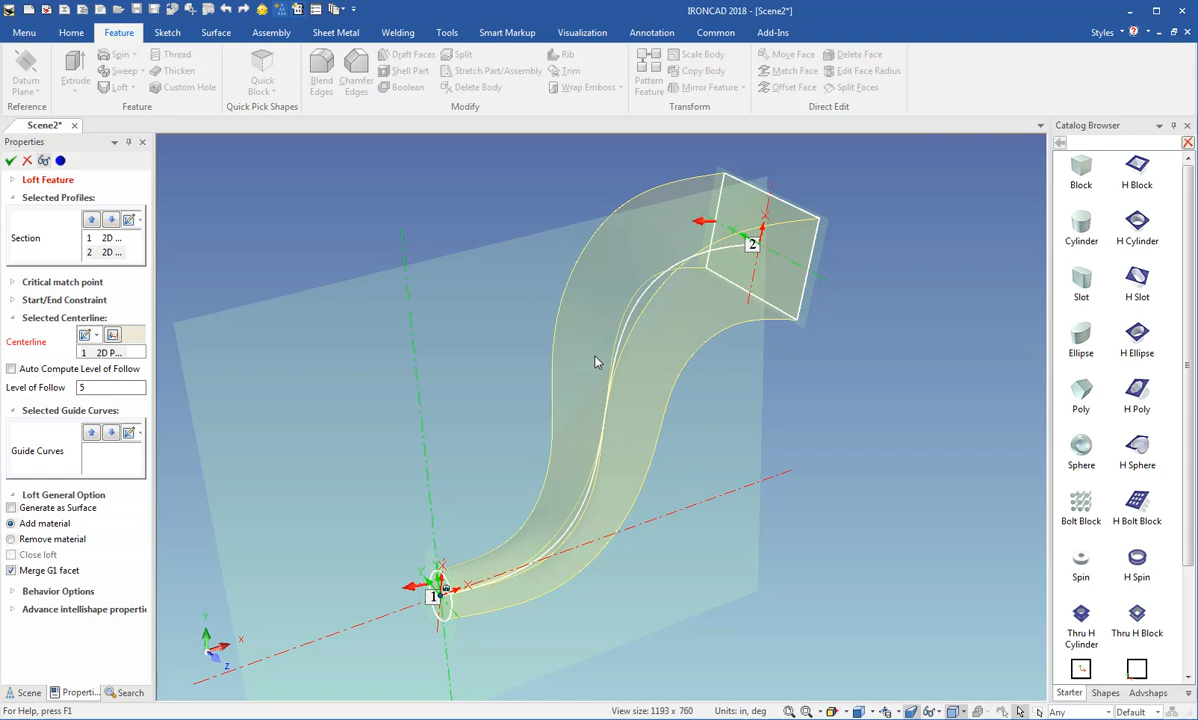 IRONCAD 2018 - [Scene2*]
Menu Home Feature Sketch Surface Assembly Sheet Metal Welding Tools Smart Markup Visualization Annotation Common Add-Ins Styles
Datum Plane Extrude Spin Sweep Loft Thread Thicken Custom Hole Quick Block Blend Edges Chamfer Edges Draft Faces Shell Part Boolean Split Stretch Part/Assembly Delete Body Rib Trim Wrap Emboss Pattern Feature Scale Body Copy Body Mirror Feature Move Face Match Face Offset Face Delete Face Edit Face Radius Split Faces
Reference Feature Quick Pick Shapes Modify Transform Direct Edit
Scene2*
Properties
Loft Feature
Selected Profiles:
Section
1 2D ...
2 2D ...
Critical match point
Start/End Constraint
Selected Centerline:
Centerline
1 2D P...
Auto Compute Level of Follow
Level of Follow 5
Selected Guide Curves:
Guide Curves
Loft General Option
Generate as Surface
Add material
Remove material
Close loft
Merge G1 facet
Behavior Options
Advance intellishape properti
Scene Properti... Search
2
X
1
Y
X
X
Y
X
Z
Catalog Browser
Block H Block
Cylinder H Cylinder
Slot H Slot
Ellipse H Ellipse
Poly H Poly
Sphere H Sphere
Bolt Block H Bolt Block
Spin H Spin
Thru H Cylinder Thru H Block
Starter Shapes Advshaps
For Help, press F1
View size: 1193 x 760 Units: in, deg Any Default